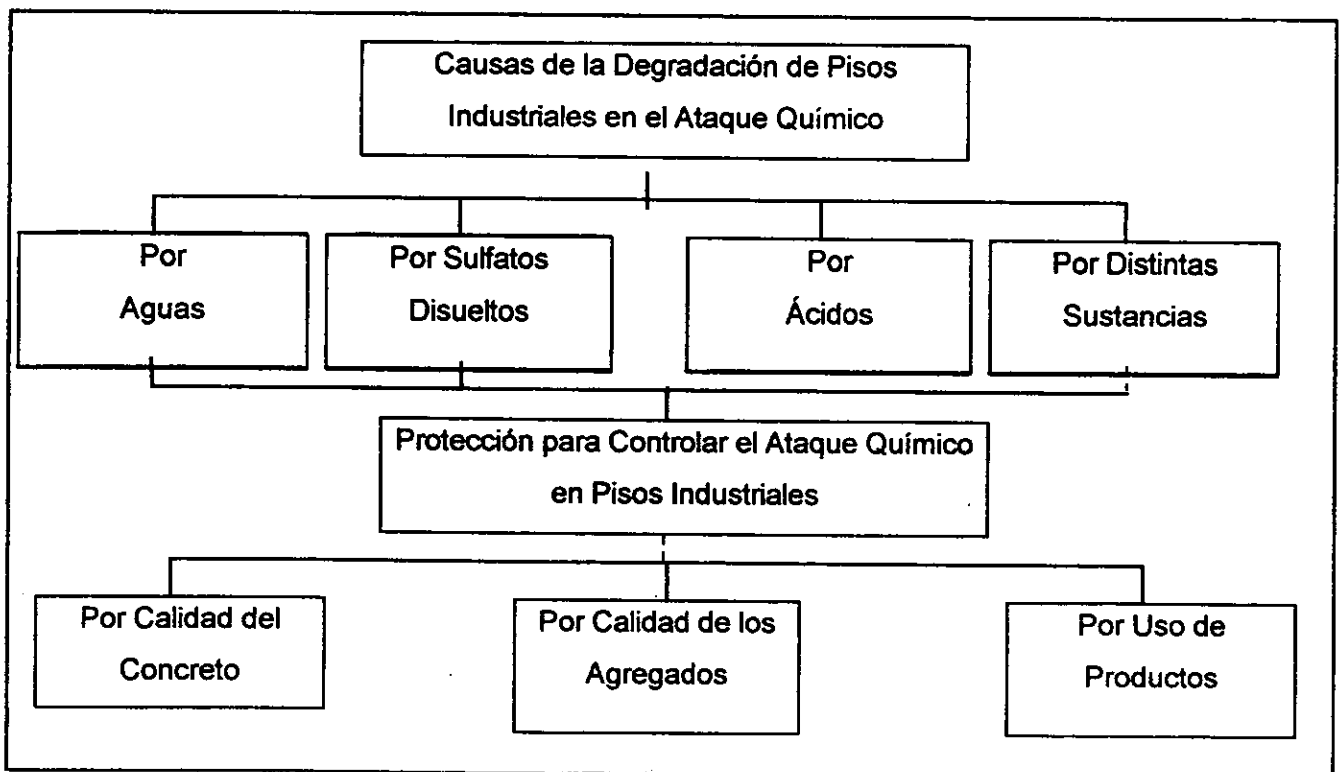 Causas de la Degradación de Pisos
Industriales en el Ataque Químico
Por
Aguas
Por Sulfatos
Disueltos
Por
Ácidos
Por Distintas
Sustancias
Protección para Controlar el Ataque Químico
en Pisos Industriales
Por Calidad del
Concreto
Por Calidad de los
Agregados
Por Uso de
Productos